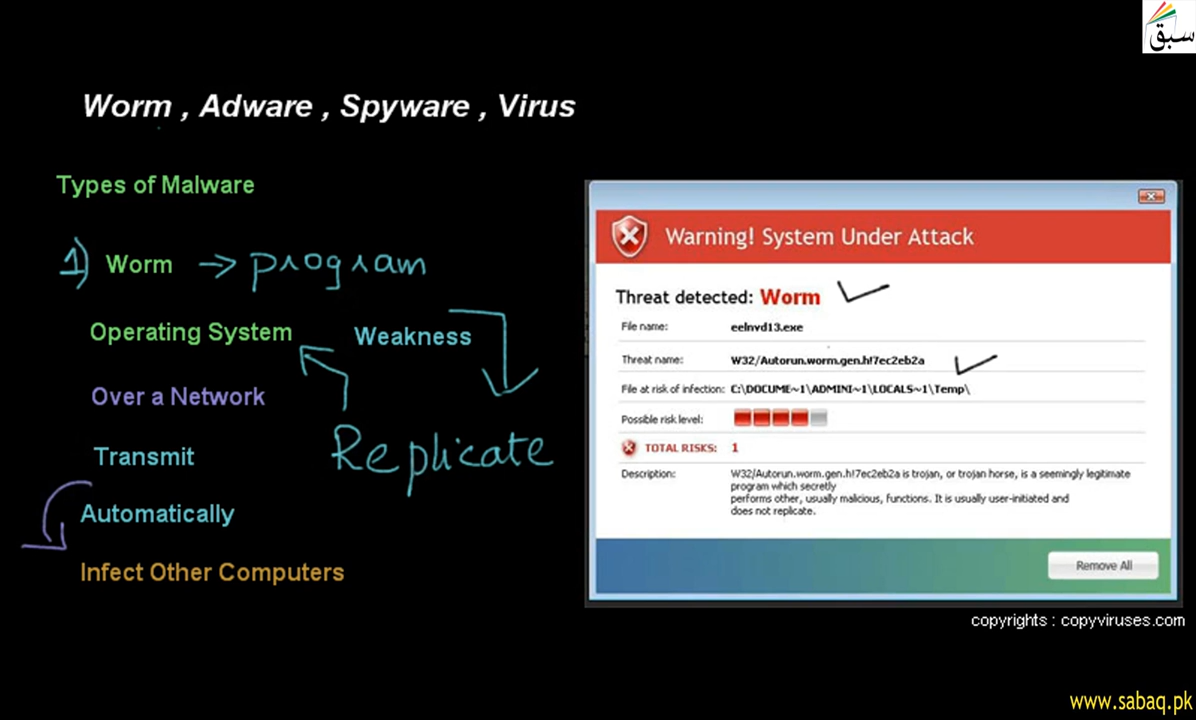 سبق
Worm , Adware , Spyware , Virus
Types of Malware
1) Worm → program
Operating System
Weakness
Over a Network
Replicate
Transmit
Automatically
Infect Other Computers
Warning! System Under Attack
Threat detected: Worm
File name: eelnvd13.exe
Threat name: W32/Autorun.worm.gen.h!7ec2eb2a
File at risk of infection: C:\DOCUME~1\ADMINI~1\LOCALS~1\Temp\
Possible risk level:
TOTAL RISKS: 1
Description: W32/Autorun.worm.gen.h!7ec2eb2a is trojan, or trojan horse, is a seemingly legitimate
program which secretly
performs other, usually malicious, functions. It is usually user-initiated and
does not replicate.
Remove All
copyrights : copyviruses.com
www.sabaq.pk